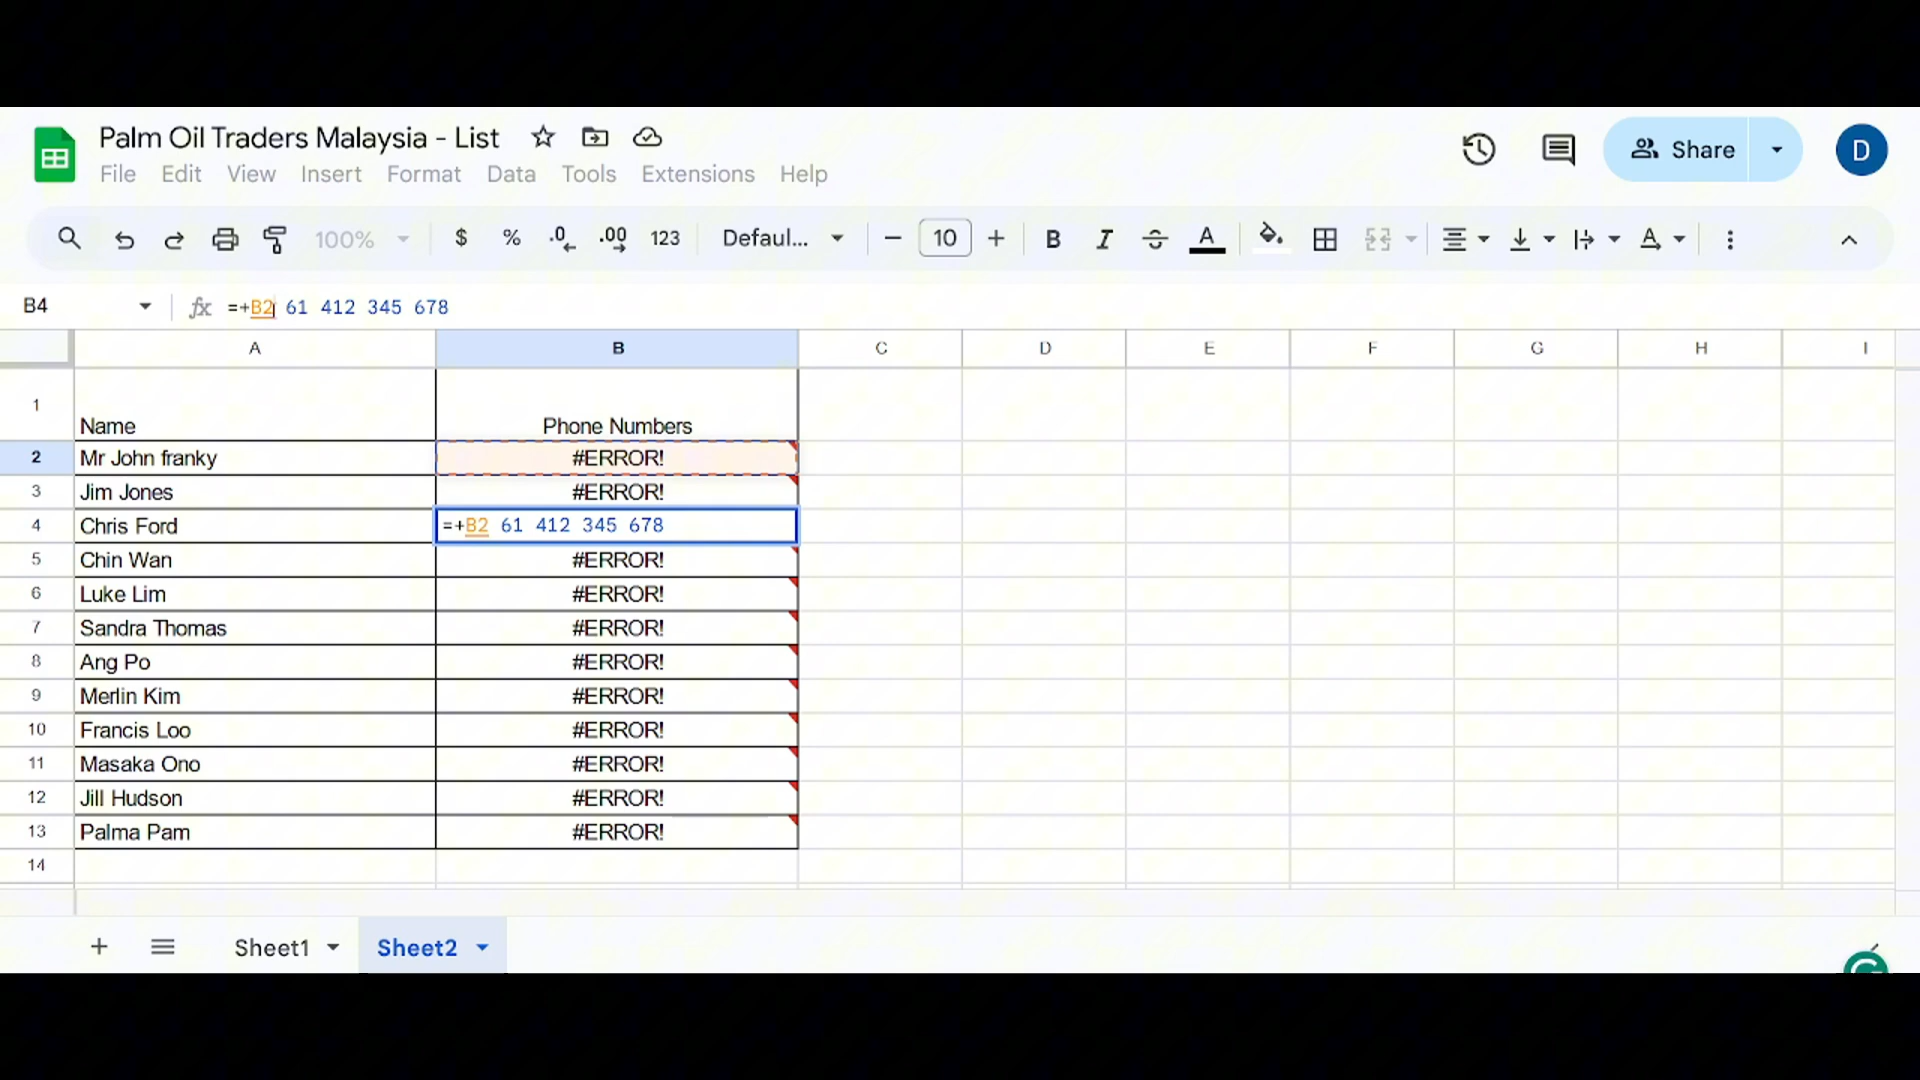 Palm Oil Traders Malaysia - List
File Edit View Insert Format Data Tools Extensions Help
Share
D
100% $ % .0 .00 123 Defaul... 10 B I A A
B4 fx =+B2 61 412 345 678
A B C D E F G H I
1 Name Phone Numbers
2 Mr John franky #ERROR!
3 Jim Jones #ERROR!
4 Chris Ford =+B2 61 412 345 678
5 Chin Wan #ERROR!
6 Luke Lim #ERROR!
7 Sandra Thomas #ERROR!
8 Ang Po #ERROR!
9 Merlin Kim #ERROR!
10 Francis Loo #ERROR!
11 Masaka Ono #ERROR!
12 Jill Hudson #ERROR!
13 Palma Pam #ERROR!
14
Sheet1 Sheet2